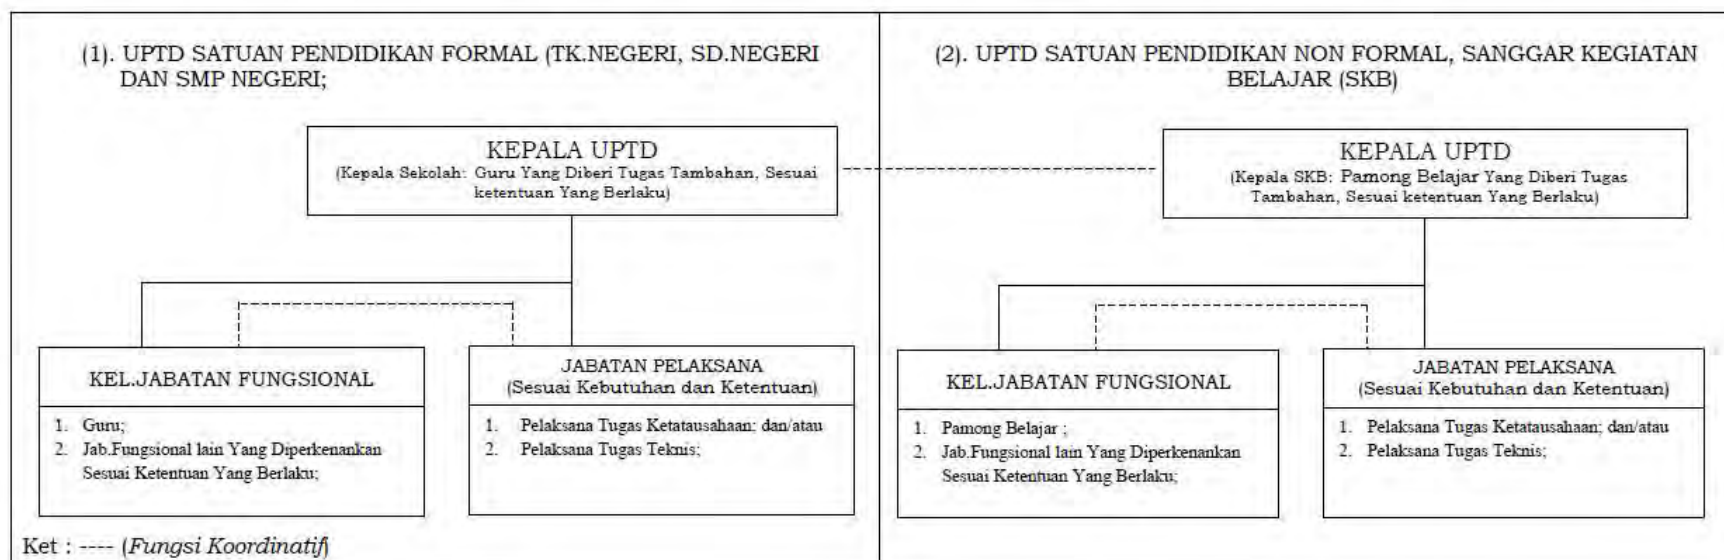 (1). UPTD SATUAN PENDIDIKAN FORMAL (TK.NEGERI, SD.NEGERI
DAN SMP NEGERI;
KEPALA UPTD
(Kepala Sekolah: Guru Yang Diberi Tugas Tambahan, Sesuai
ketentuan Yang Berlaku)
KEL.JABATAN FUNGSIONAL
1. Guru;
2. Jab.Fungsional lain Yang Diperkenankan
Sesuai Ketentuan Yang Berlaku;
JABATAN PELAKSANA
(Sesuai Kebutuhan dan Ketentuan)
1. Pelaksana Tugas Ketatausahaan; dan/atau
2. Pelaksana Tugas Teknis;
Ket : ---- (Fungsi Koordinatif)
(2). UPTD SATUAN PENDIDIKAN NON FORMAL, SANGGAR KEGIATAN
BELAJAR (SKB)
KEPALA UPTD
(Kepala SKB: Pamong Belajar Yang Diberi Tugas
Tambahan, Sesuai ketentuan Yang Berlaku)
KEL.JABATAN FUNGSIONAL
1. Pamong Belajar ;
2. Jab.Fungsional lain Yang Diperkenankan
Sesuai Ketentuan Yang Berlaku;
JABATAN PELAKSANA
(Sesuai Kebutuhan dan Ketentuan)
1. Pelaksana Tugas Ketatausahaan; dan/atau
2. Pelaksana Tugas Teknis;